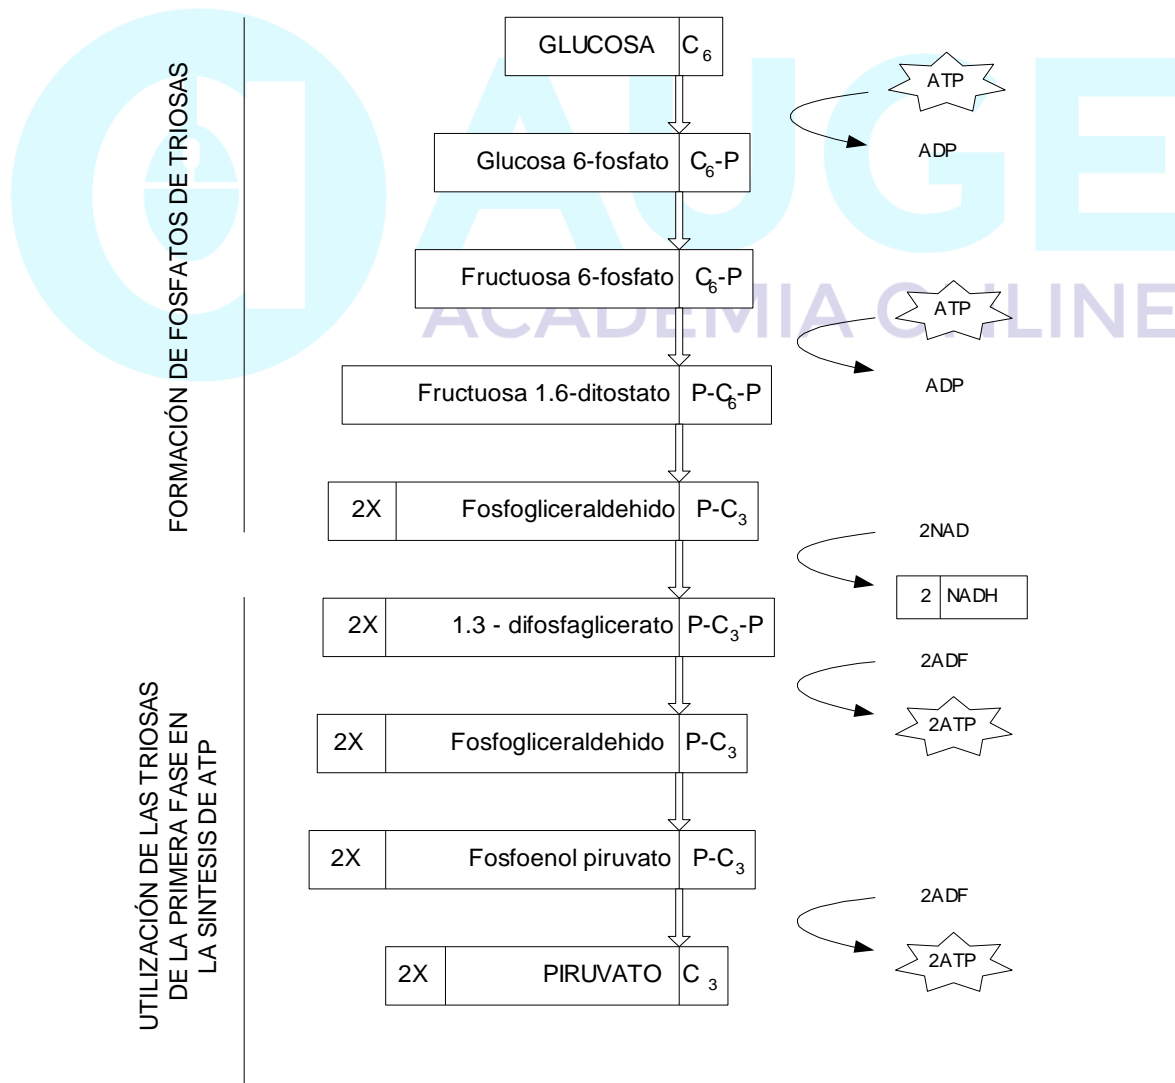 AUGE
ACADEMIA ONLINE
FORMACIÓN DE FOSFATOS DE TRIOSAS
GLUCOSA C6
ATP
ADP
Glucosa 6-fosfato C6-P
Fructuosa 6-fosfato C6-P
ATP
ADP
Fructuosa 1.6-ditostato P-C6-P
2X Fosfogliceraldehido P-C3
2NAD
2 NADH
UTILIZACIÓN DE LAS TRIOSAS
DE LA PRIMERA FASE EN
LA SINTESIS DE ATP
2X 1.3 - difosfaglicerato P-C3-P
2ADF
2ATP
2X Fosfogliceraldehido P-C3
2X Fosfoenol piruvato P-C3
2ADF
2ATP
2X PIRUVATO C3